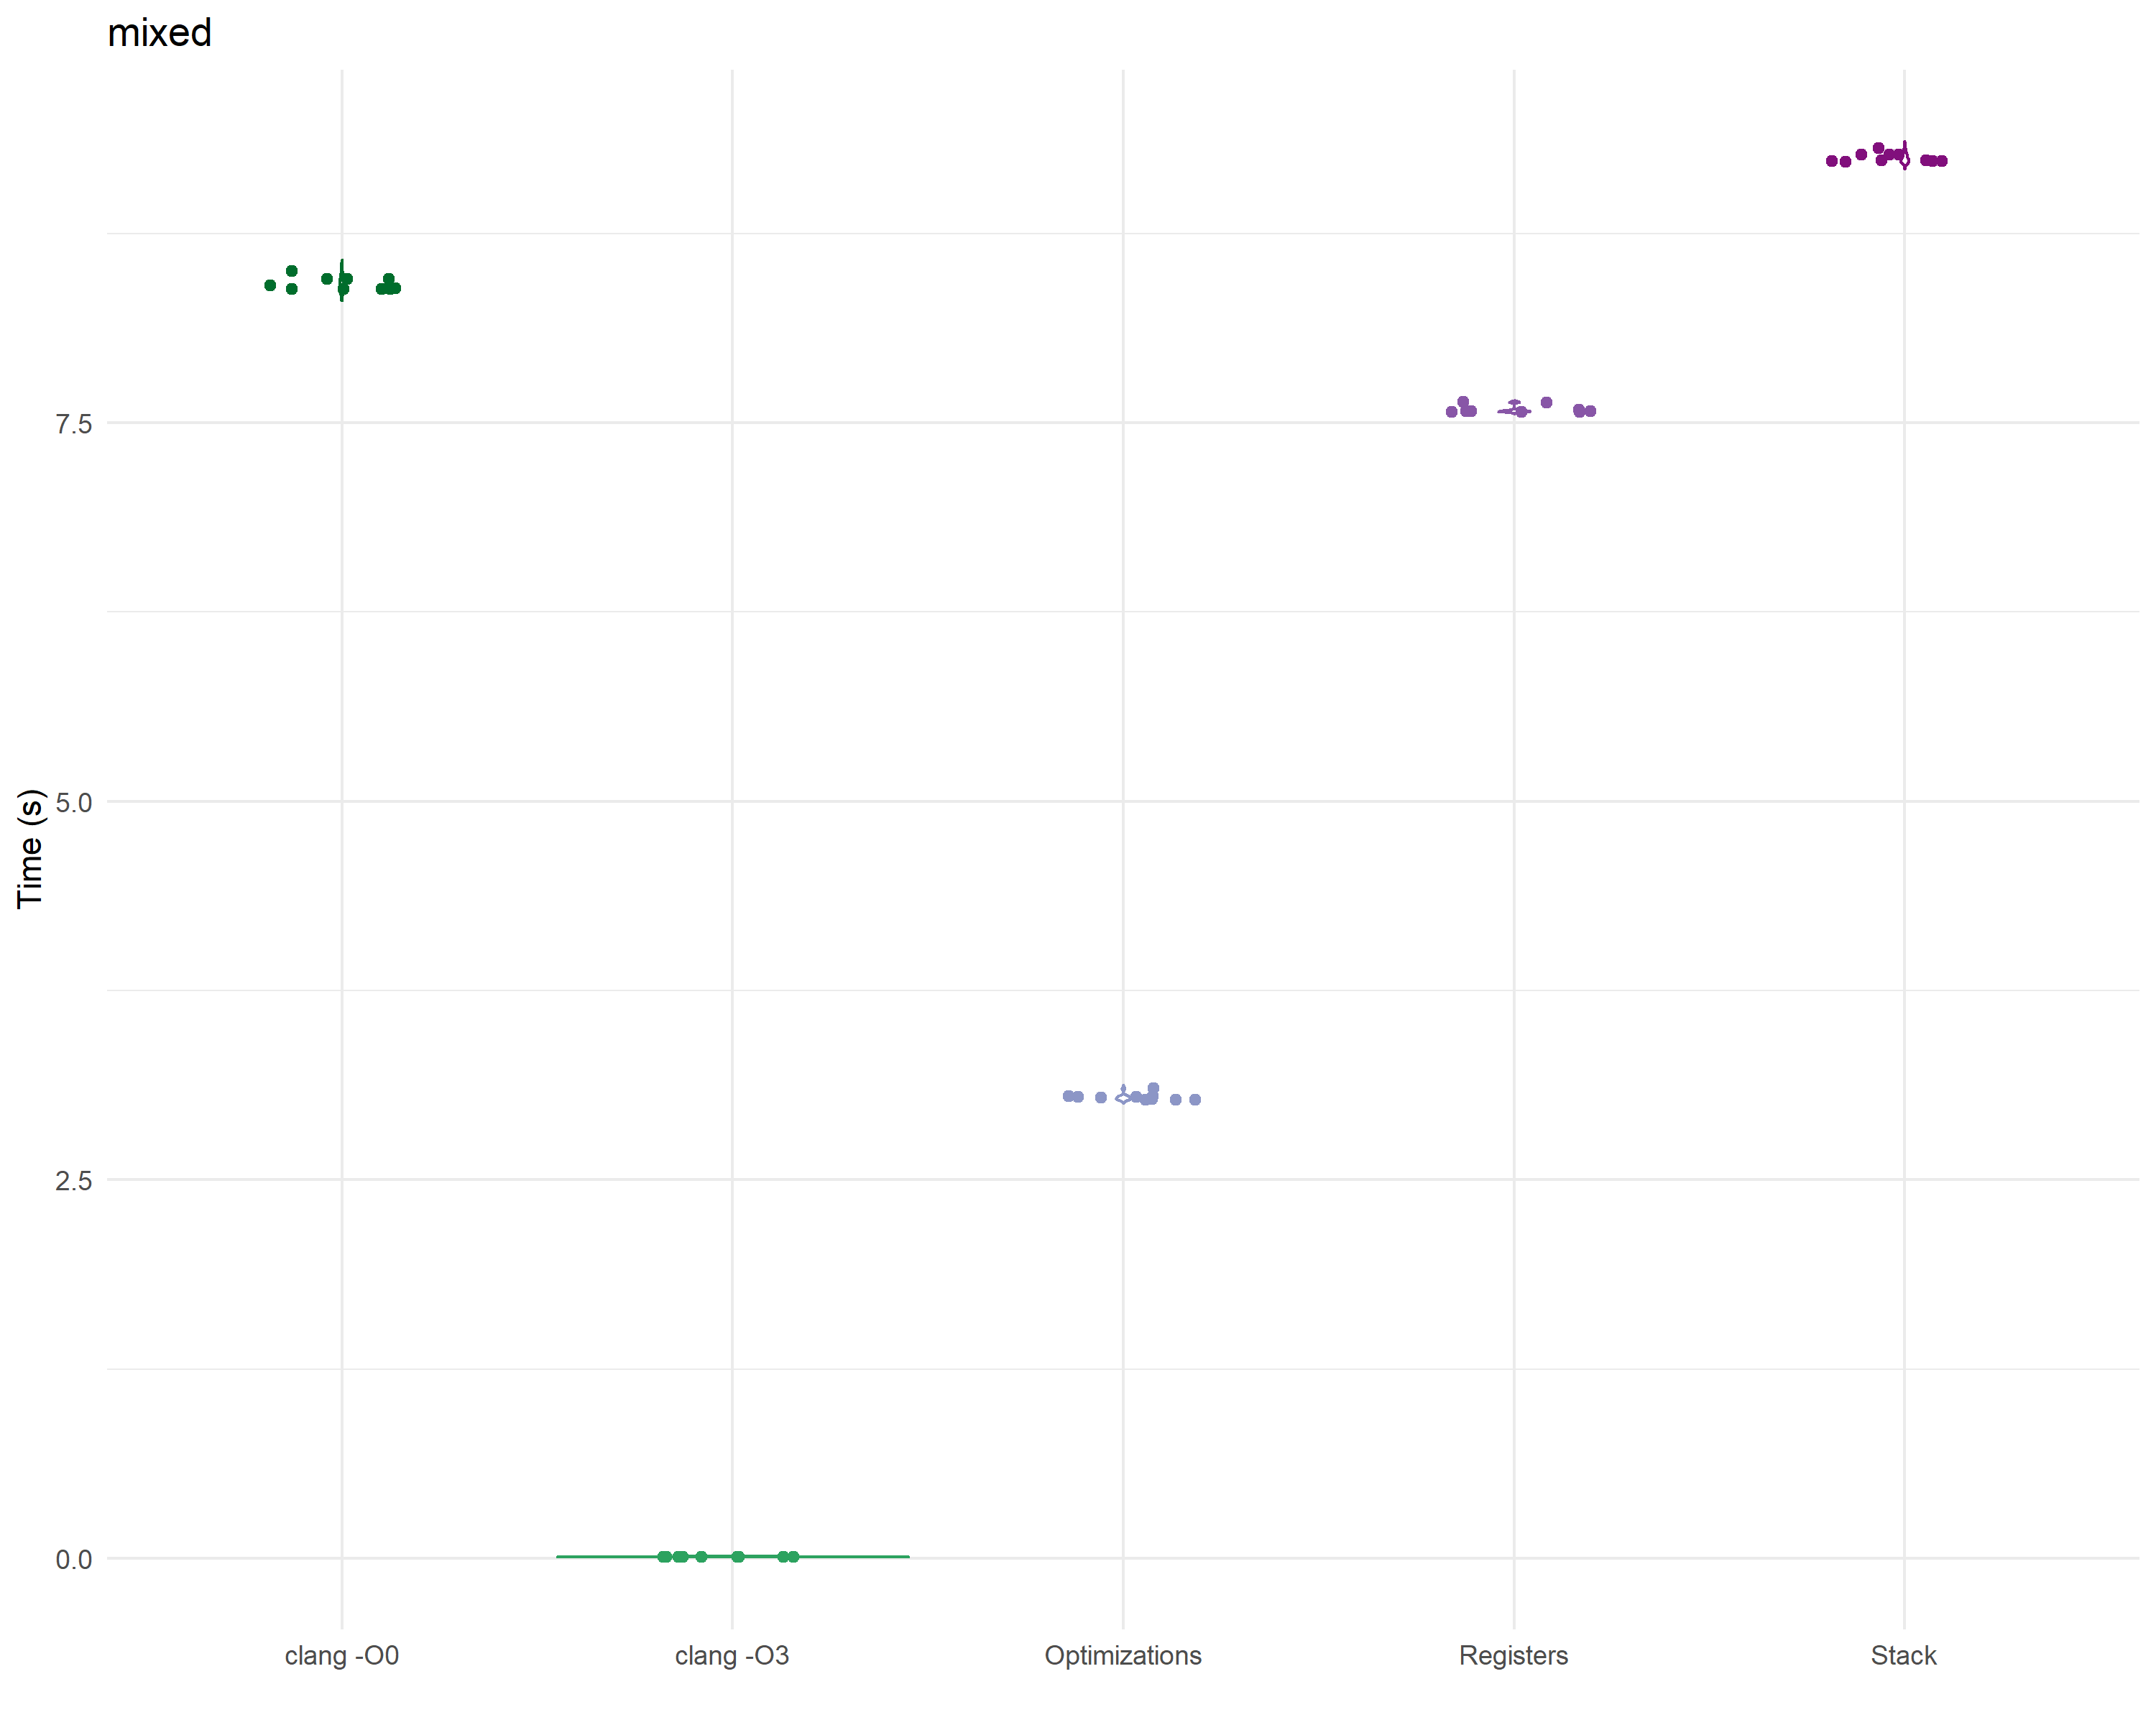 mixed
Time (s)
7.5
5.0
2.5
0.0
clang -O0 clang -O3 Optimizations Registers Stack